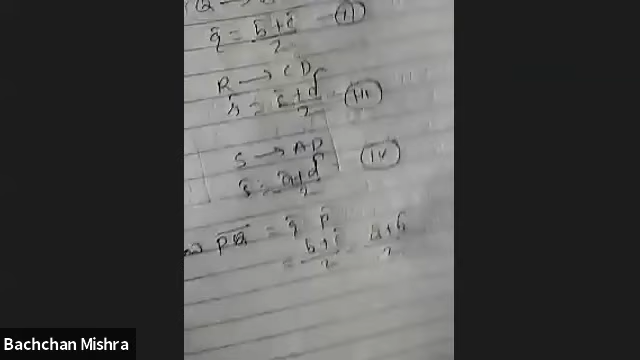 Q →
q̄ = b̄ + c̄ / 2 — (II)
R → CD
r̄ = c̄ + d̄ / 2 (III)
S → AD
s̄ = ā + d̄ / 2 (IV)
PQ = q̄ p̄
= b̄ + c̄ / 2 - ā + b̄ / 2
Bachchan Mishra